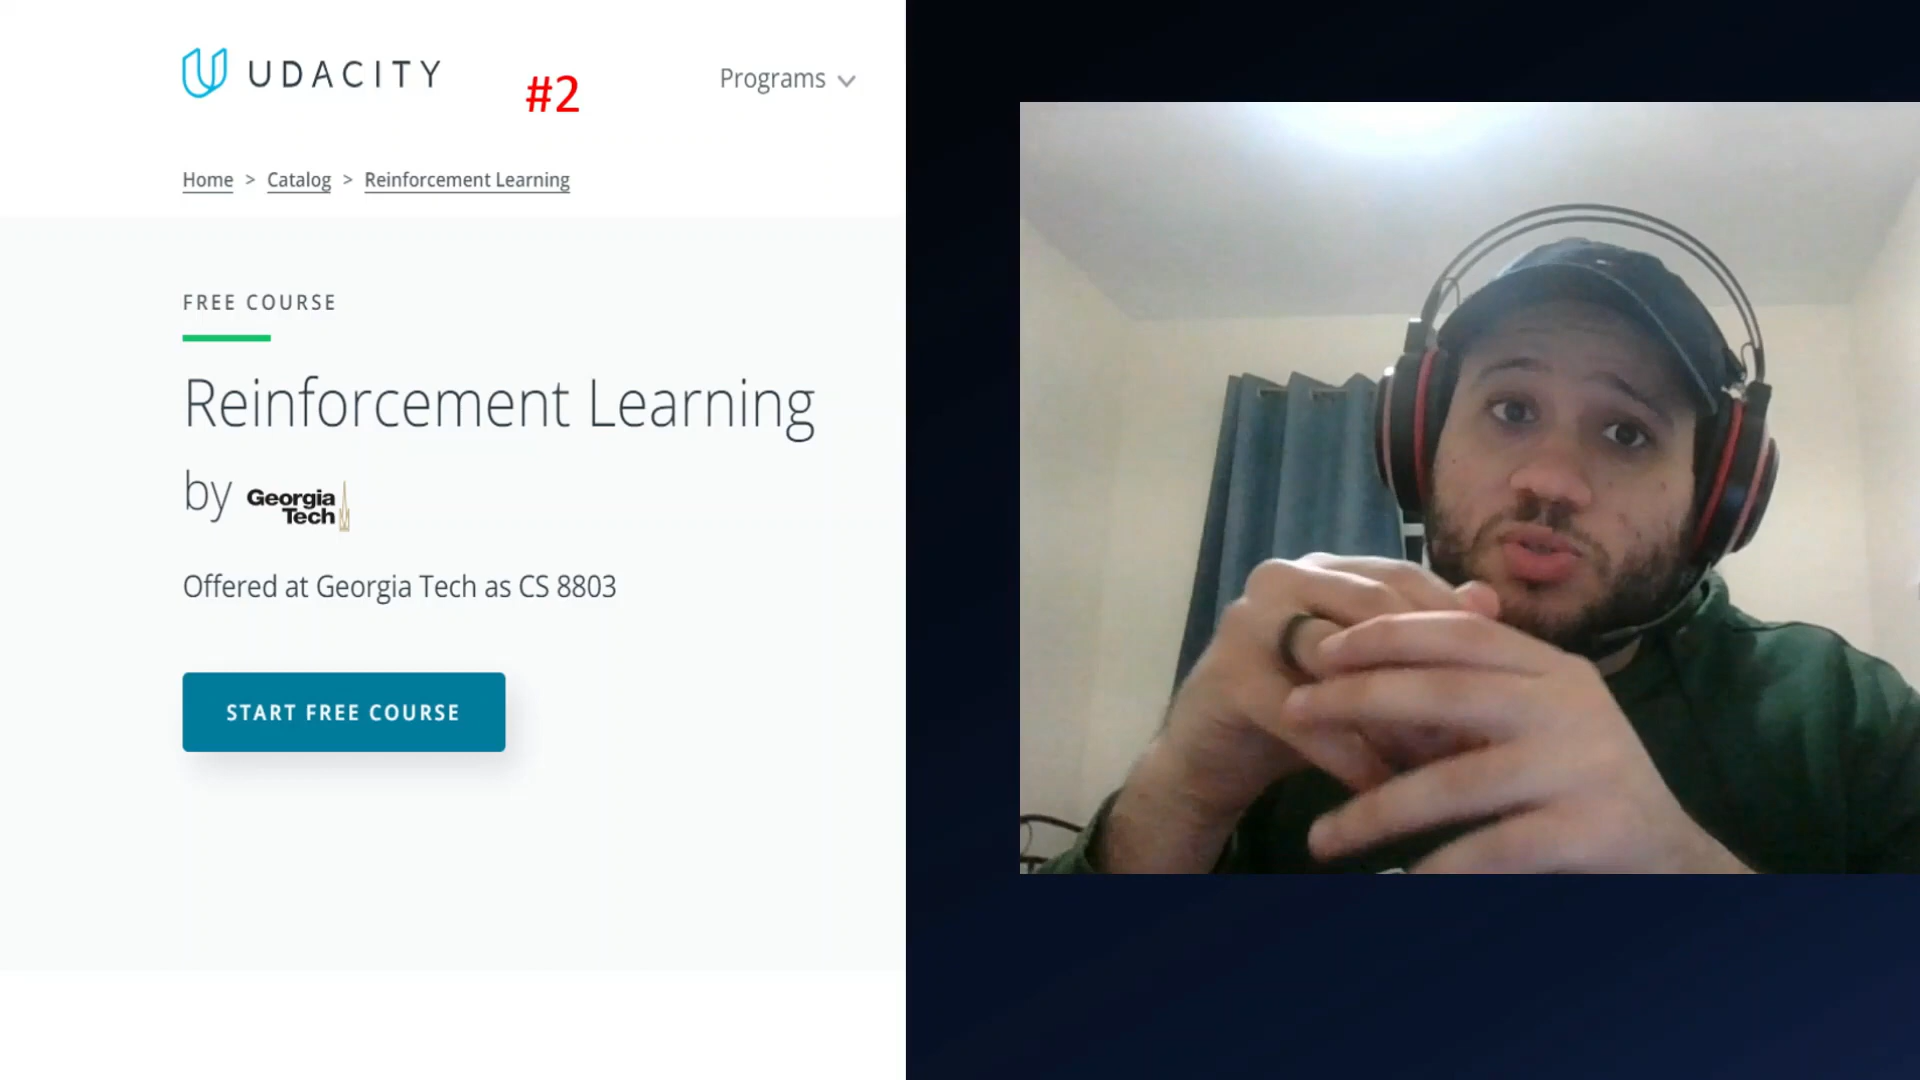 UDACITY
#2
Programs
Home > Catalog > Reinforcement Learning
FREE COURSE
Reinforcement Learning
by Georgia Tech
Offered at Georgia Tech as CS 8803
START FREE COURSE